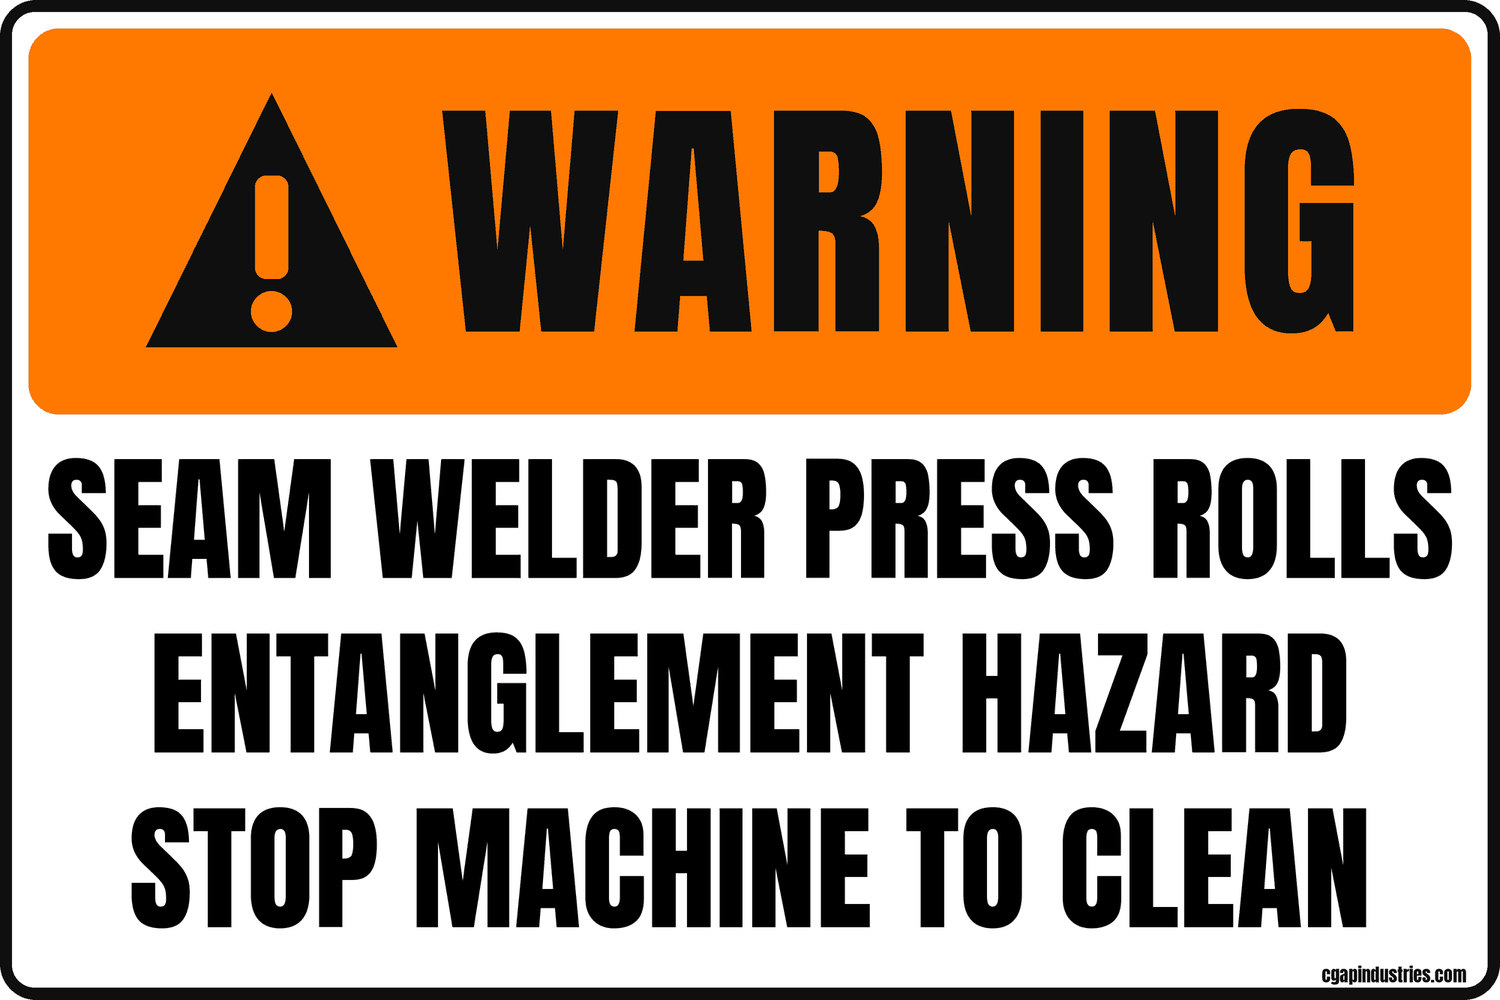 WARNING
SEAM WELDER PRESS ROLLS
ENTANGLEMENT HAZARD
STOP MACHINE TO CLEAN
cgapindustries.com